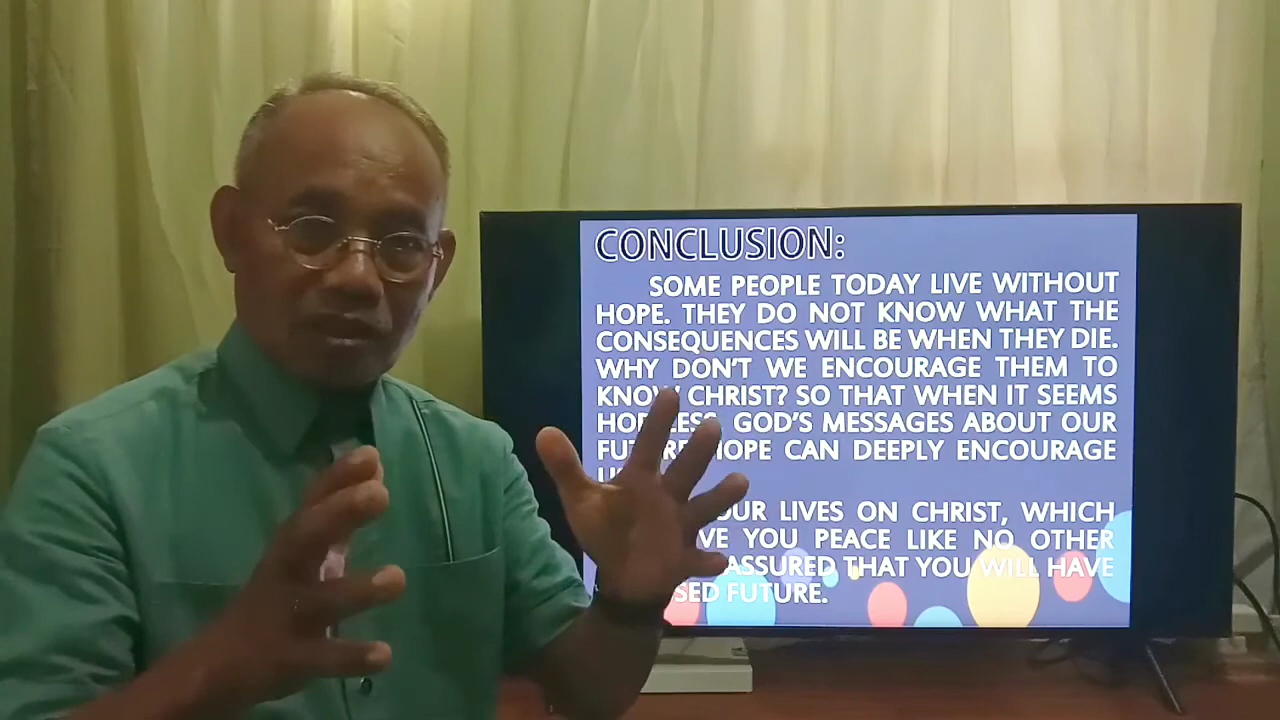 CONCLUSION:
SOME PEOPLE TODAY LIVE WITHOUT
HOPE. THEY DO NOT KNOW WHAT THE
CONSEQUENCES WILL BE WHEN THEY DIE.
WHY DON'T WE ENCOURAGE THEM TO
KNOW CHRIST? SO THAT WHEN IT SEEMS
GOD'S MESSAGES ABOUT OUR
FUTURE HOPE CAN DEEPLY ENCOURAGE
LIVES ON CHRIST, WHICH
YOU PEACE LIKE NO OTHER
ASSURED THAT YOU WILL HAVE
FUTURE.